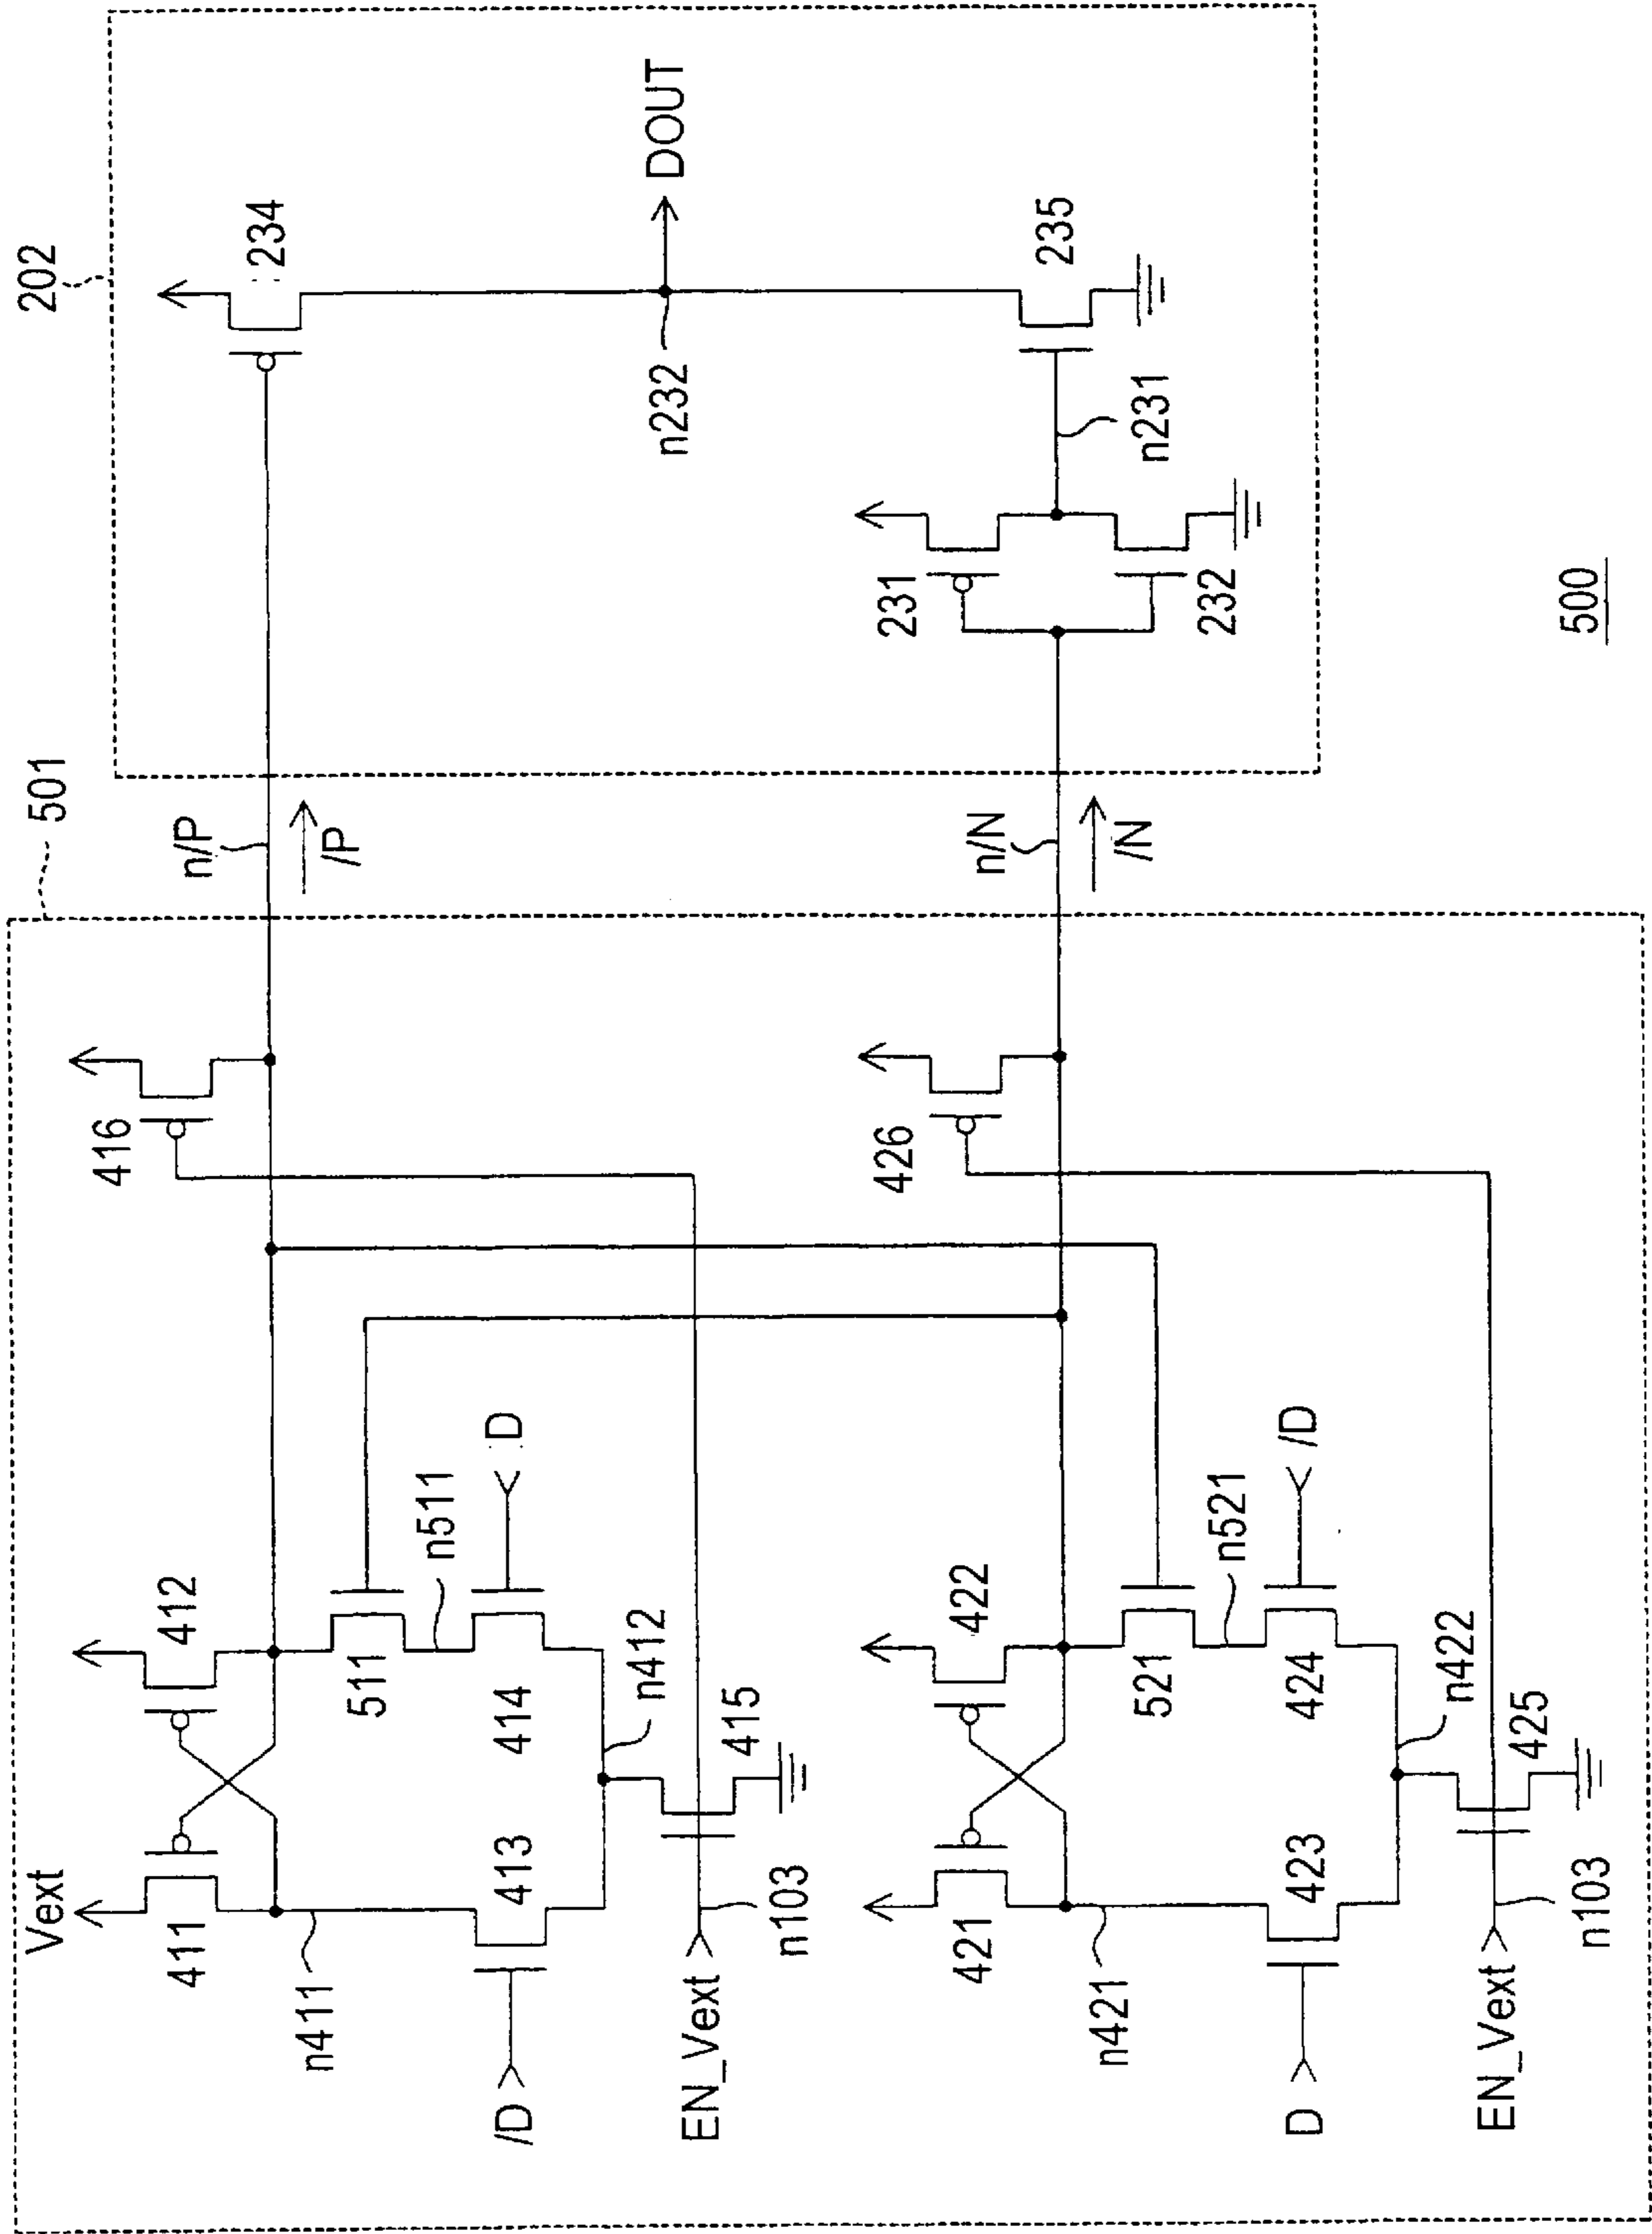 202
501
Vext
411
412
416
n/P
/P
234
n411
413
511
n511
414
D
/D
n412
415
EN_Vext
n103
n232
DOUT
421
422
426
n/N
/N
231
232
n231
235
n421
423
521
n521
424
/D
D
n422
425
EN_Vext
n103
500